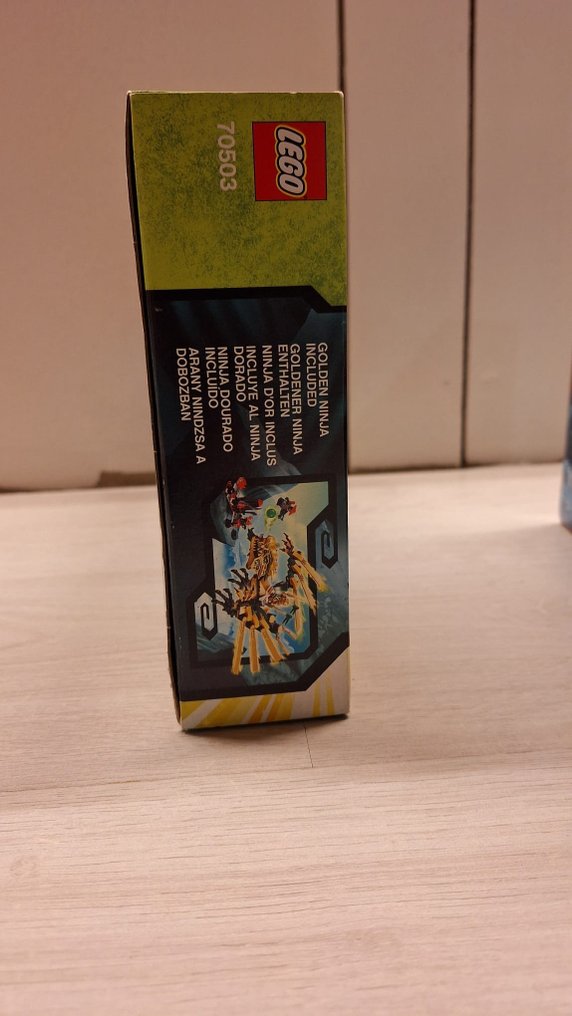 LEGO
70503
GOLDEN NINJA
INCLUDED
GOLDENER NINJA
ENTHALTEN
NINJA D'OR INCLUS
INCLUYE AL NINJA
DORADO
NINJA DOURADO
INCLUIDO
ARANY NINDZSA A
DOBOZBAN